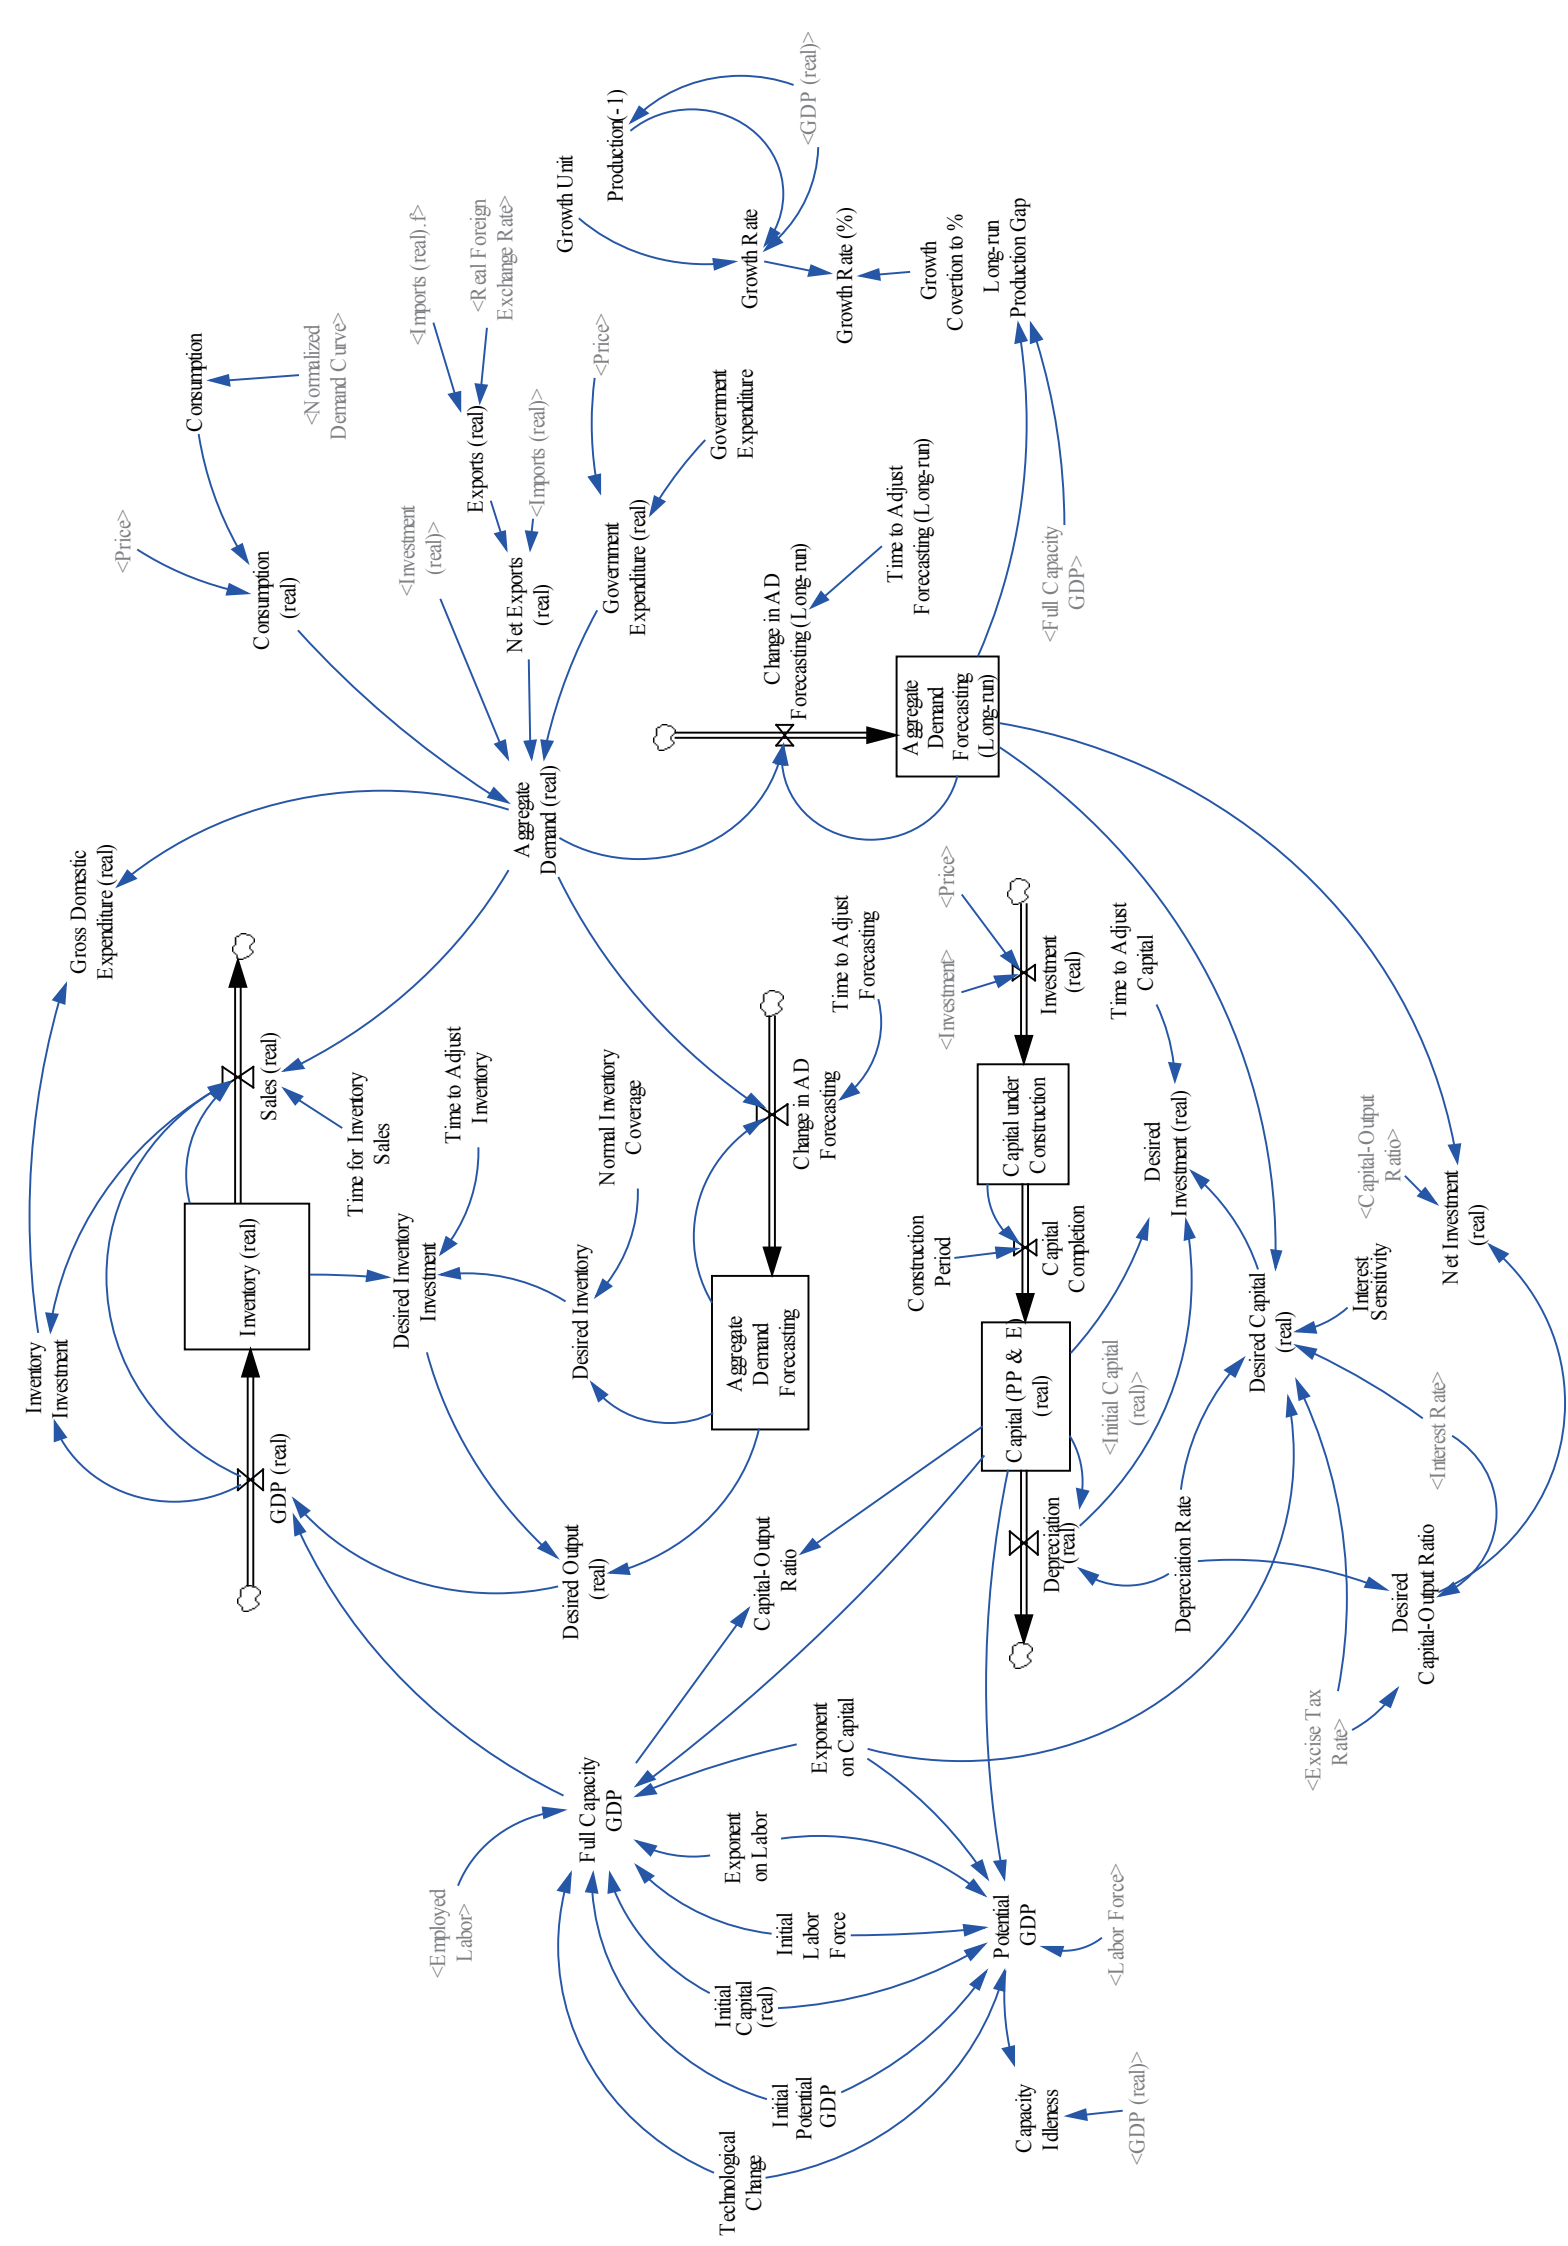 Gross Domestic
Expenditure (real)
Inventory
Investment
<Price>
Consumption
<Normalized
Demand Curve>
Consumption
(real)
Sales (real)
Time for Inventory
Sales
Inventory (real)
GDP (real)
Time to Adjust
Inventory
Desired Inventory
Investment
Normal Inventory
Coverage
Desired Inventory
Desired Output
(real)
Aggregate
Demand
Forecasting
Change in AD
Forecasting
Time to Adjust
Forecasting
Aggregate
Demand (real)
<Investment
(real)>
<Imports (real).f>
<Real Foreign
Exchange Rate>
Exports (real)
<Imports (real)>
Net Exports
(real)
<Price>
Government
Expenditure
Government
Expenditure (real)
Change in AD
Forecasting (Long-run)
Time to Adjust
Forecasting (Long-run)
Aggregate
Demand
Forecasting
(Long-run)
Growth Unit
Production(-1)
<GDP (real)>
Growth Rate
Growth Rate (%)
Growth
Covertion to %
Long-run
Production Gap
<Full Capacity
GDP>
<Employed
Labor>
Full Capacity
GDP
Capital-Output
Ratio
Exponent
on Capital
Exponent
on Labor
Initial
Labor
Force
Initial
Capital
(real)
Initial
Potential
GDP
Technological
Change
Potential
GDP
<Labor Force>
Capacity
Idleness
<GDP (real)>
<Price>
<Investment>
Investment
(real)
Capital under
Construction
Construction
Period
Capital
Completion
Capital (PP & E)
(real)
Depreciation
(real)
<Initial Capital
(real)>
Time to Adjust
Capital
Desired
Investment (real)
Depreciation Rate
Desired Capital
(real)
Interest
Sensitivity
<Interest Rate>
<Excise Tax
Rate>
Desired
Capital-Output Ratio
<Capital-Output
Ratio>
Net Investment
(real)